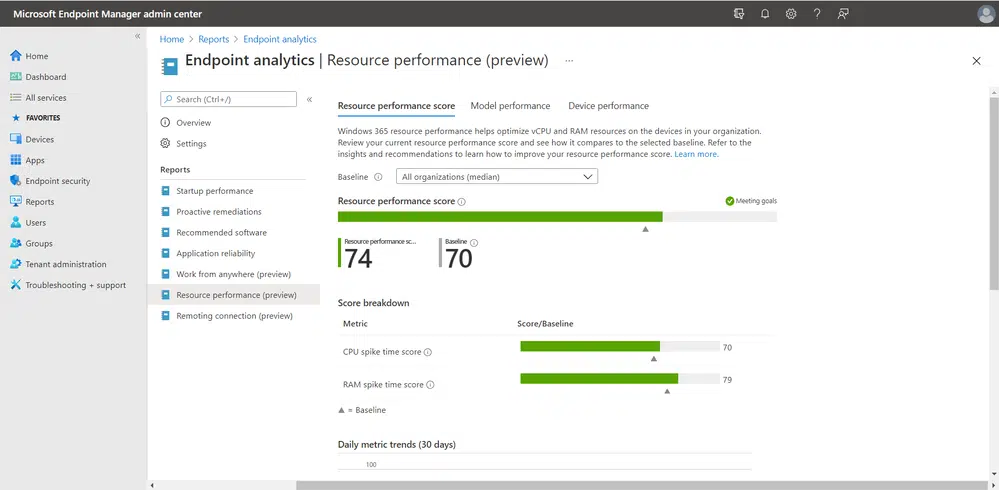 Microsoft Endpoint Manager admin center
Home
Dashboard
All services
FAVORITES
Devices
Apps
Endpoint security
Reports
Users
Groups
Tenant administration
Troubleshooting + support
Home > Reports > Endpoint analytics
Endpoint analytics | Resource performance (preview) ...
Search (Ctrl+/)
Overview
Settings
Reports
Startup performance
Proactive remediations
Recommended software
Application reliability
Work from anywhere (preview)
Resource performance (preview)
Remoting connection (preview)
Resource performance score Model performance Device performance
Windows 365 resource performance helps optimize vCPU and RAM resources on the devices in your organization.
Review your current resource performance score and see how it compares to the selected baseline. Refer to the
insights and recommendations to learn how to improve your resource performance score. Learn more.
Baseline All organizations (median)
Resource performance score Meeting goals
Resource performance sc... Baseline
74 70
Score breakdown
Metric Score/Baseline
CPU spike time score 70
RAM spike time score 79
▲ = Baseline
Daily metric trends (30 days)
100